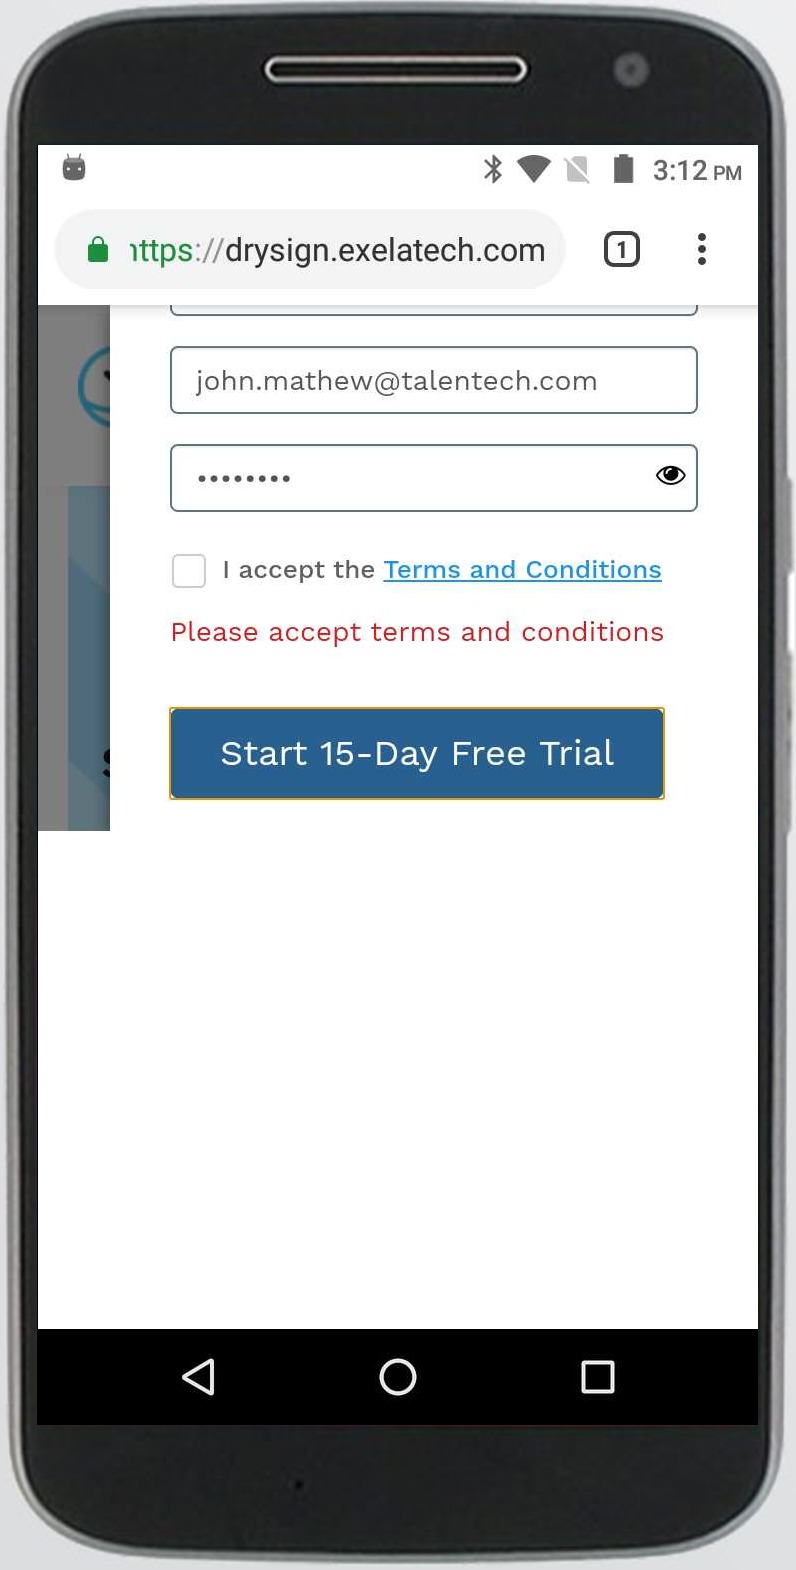 3:12 PM
https://drysign.exelatech.com
1
john.mathew@talentech.com
••••••••
I accept the Terms and Conditions
Please accept terms and conditions
Start 15-Day Free Trial